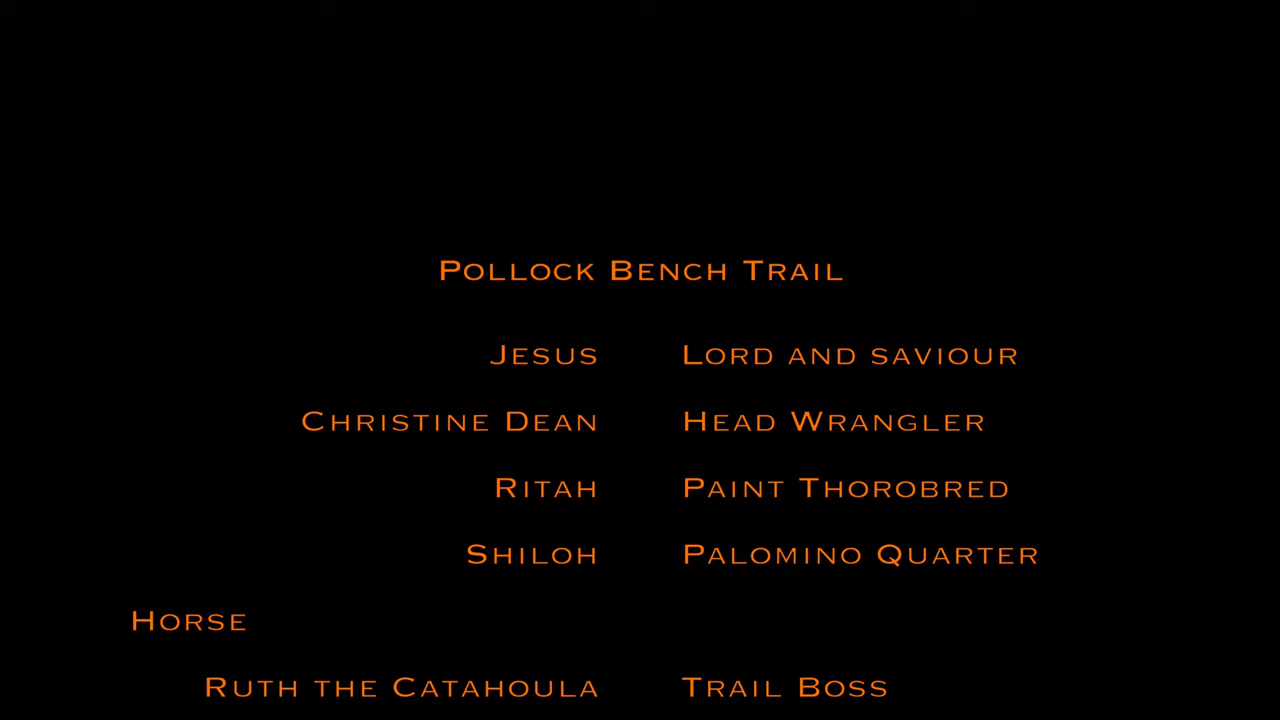 Pollock Bench Trail
Jesus Lord and saviour
Christine Dean Head Wrangler
Ritah Paint Thorobred
Shiloh Palomino Quarter
Horse
Ruth the Catahoula Trail Boss